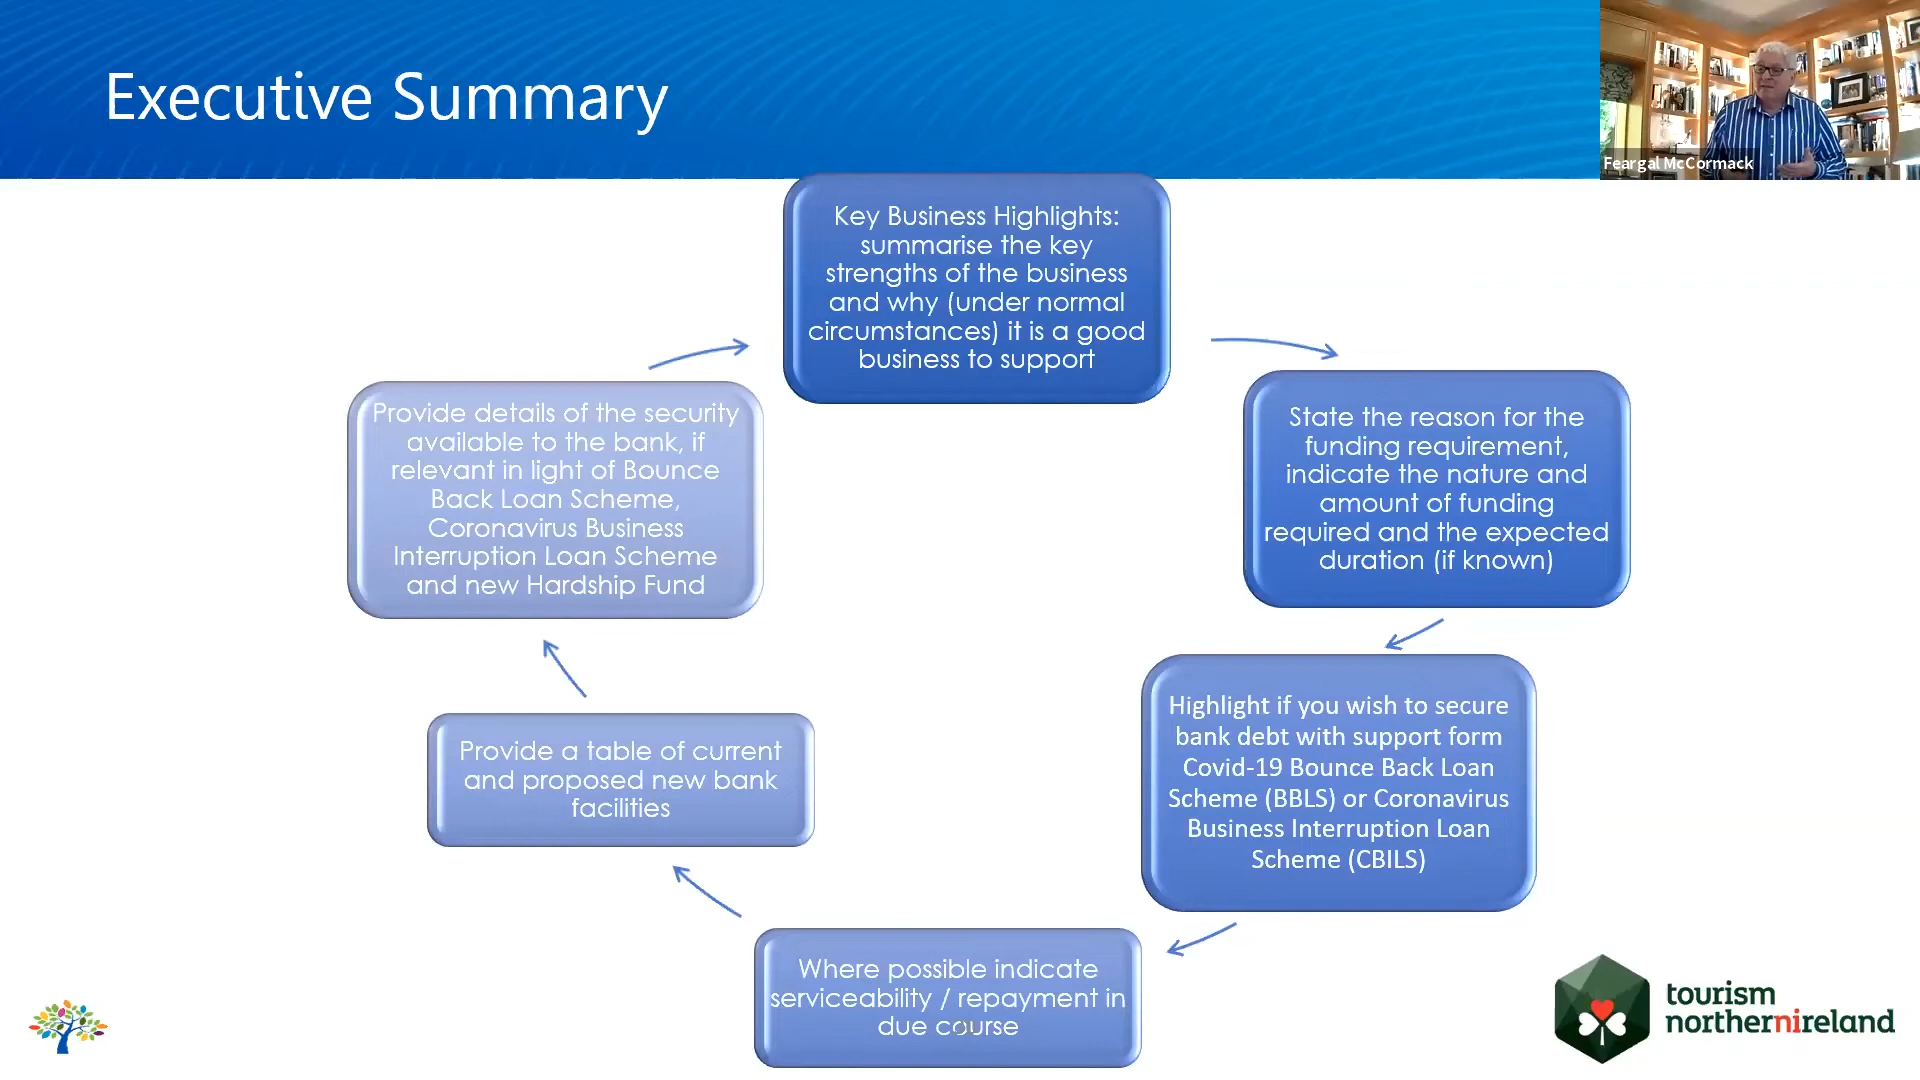 Executive Summary
Feargal McCormack
Key Business Highlights:
summarise the key
strengths of the business
and why (under normal
circumstances) it is a good
business to support
State the reason for the
funding requirement,
indicate the nature and
amount of funding
required and the expected
duration (if known)
Highlight if you wish to secure
bank debt with support form
Covid-19 Bounce Back Loan
Scheme (BBLS) or Coronavirus
Business Interruption Loan
Scheme (CBILS)
Where possible indicate
serviceability / repayment in
due course
Provide a table of current
and proposed new bank
facilities
Provide details of the security
available to the bank, if
relevant in light of Bounce
Back Loan Scheme,
Coronavirus Business
Interruption Loan Scheme
and new Hardship Fund
tourism
northernireland